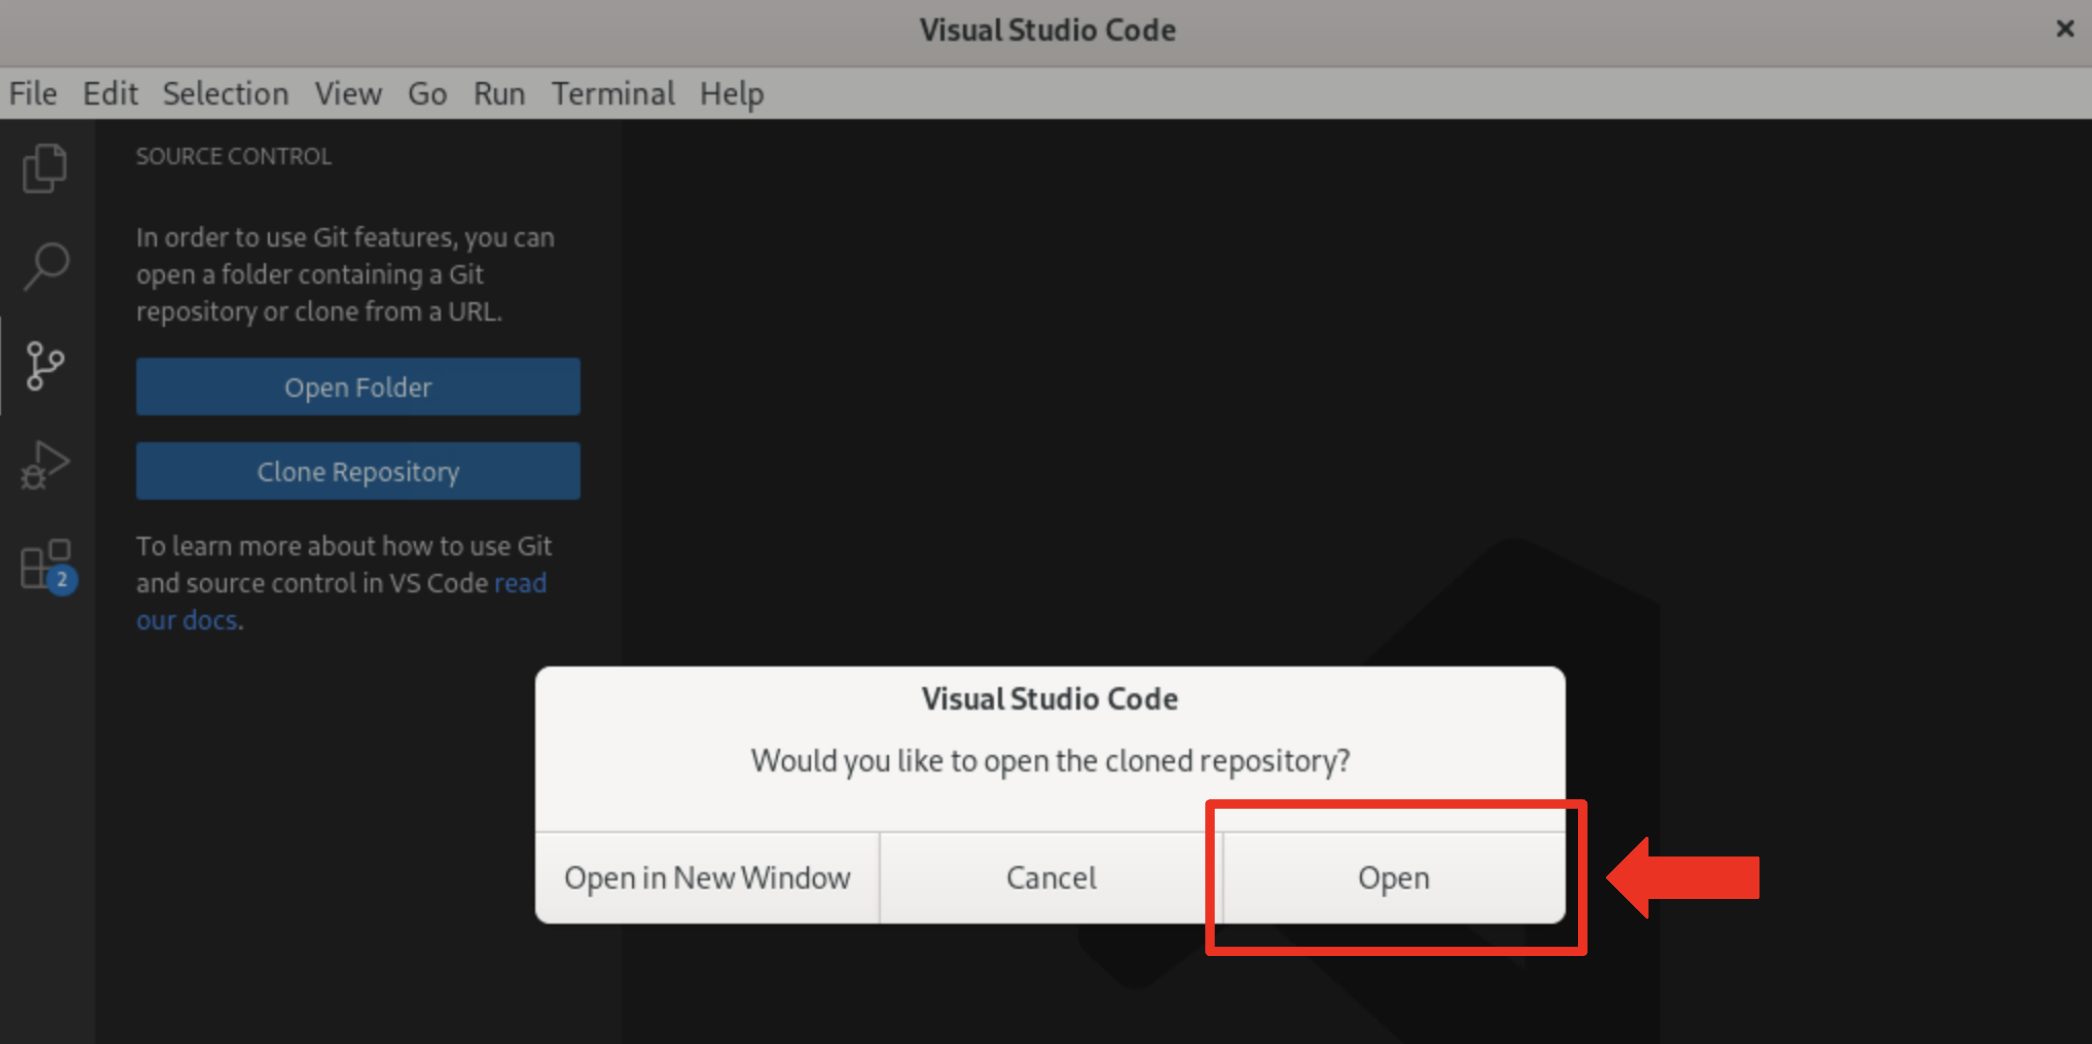 Visual Studio Code
File Edit Selection View Go Run Terminal Help
SOURCE CONTROL
In order to use Git features, you can
open a folder containing a Git
repository or clone from a URL.
Open Folder
Clone Repository
To learn more about how to use Git
and source control in VS Code read
our docs.
2
Visual Studio Code
Would you like to open the cloned repository?
Open in New Window Cancel Open